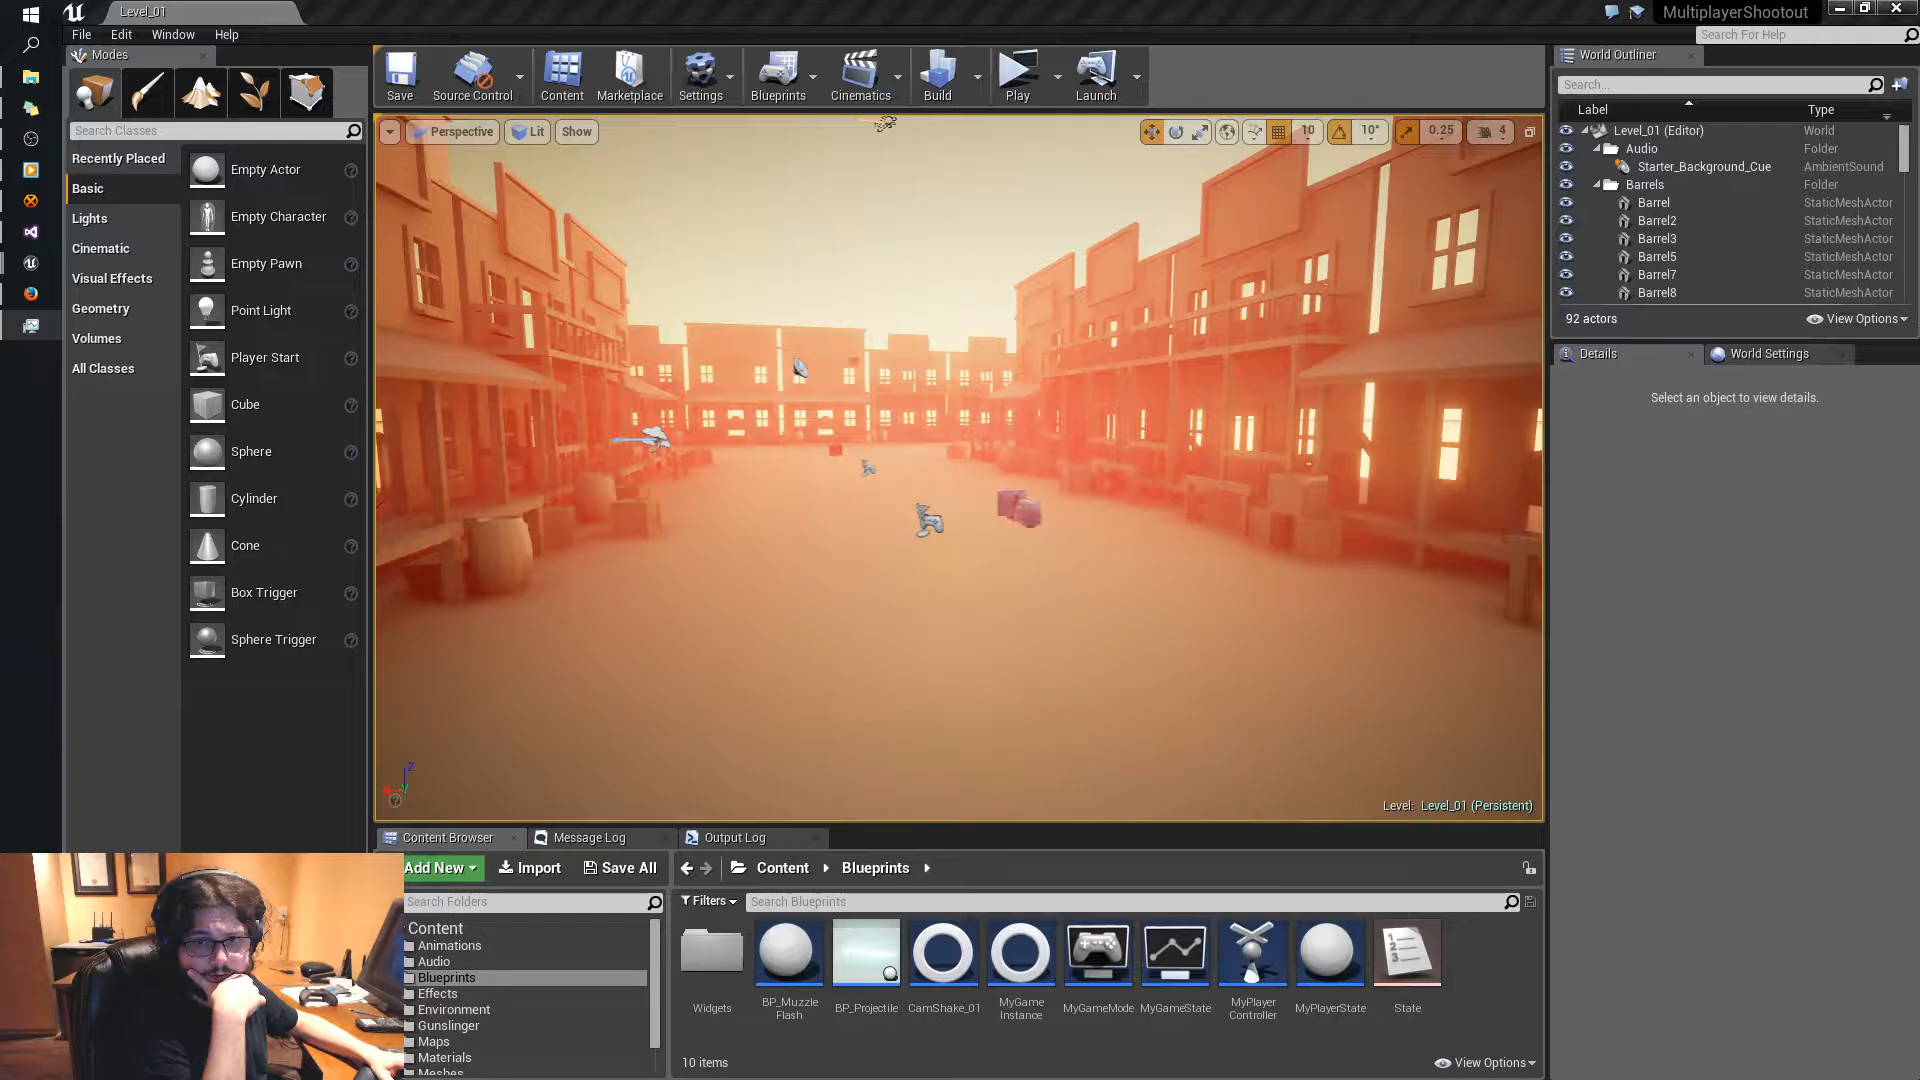 Level_01
MultiplayerShootout
File Edit Window Help
Search For Help
Modes
Save
Source Control
Content
Marketplace
Settings
Blueprints
Cinematics
Build
Play
Launch
World Outliner
Search...
Label Type
Search Classes
Perspective Lit Show
10 10° 0.25 4
Recently Placed
Basic
Lights
Cinematic
Visual Effects
Geometry
Volumes
All Classes
Empty Actor
Empty Character
Empty Pawn
Point Light
Player Start
Cube
Sphere
Cylinder
Cone
Box Trigger
Sphere Trigger
Level_01 (Editor) World
Audio Folder
Starter_Background_Cue AmbientSound
Barrels Folder
Barrel StaticMeshActor
Barrel2 StaticMeshActor
Barrel3 StaticMeshActor
Barrel5 StaticMeshActor
Barrel7 StaticMeshActor
Barrel8 StaticMeshActor
92 actors
View Options
Details
World Settings
Select an object to view details.
Z
Level: Level_01 (Persistent)
Content Browser
Message Log
Output Log
Add New Import Save All
Content Blueprints
Search Folders
Filters
Search Blueprints
Content
Animations
Audio
Blueprints
Effects
Environment
Gunslinger
Maps
Materials
Meshes
Widgets
BP_Muzzle
Flash
BP_Projectile
CamShake_01
MyGame
Instance
MyGameMode
MyGameState
MyPlayer
Controller
MyPlayerState
State
1
2
3
10 items
View Options